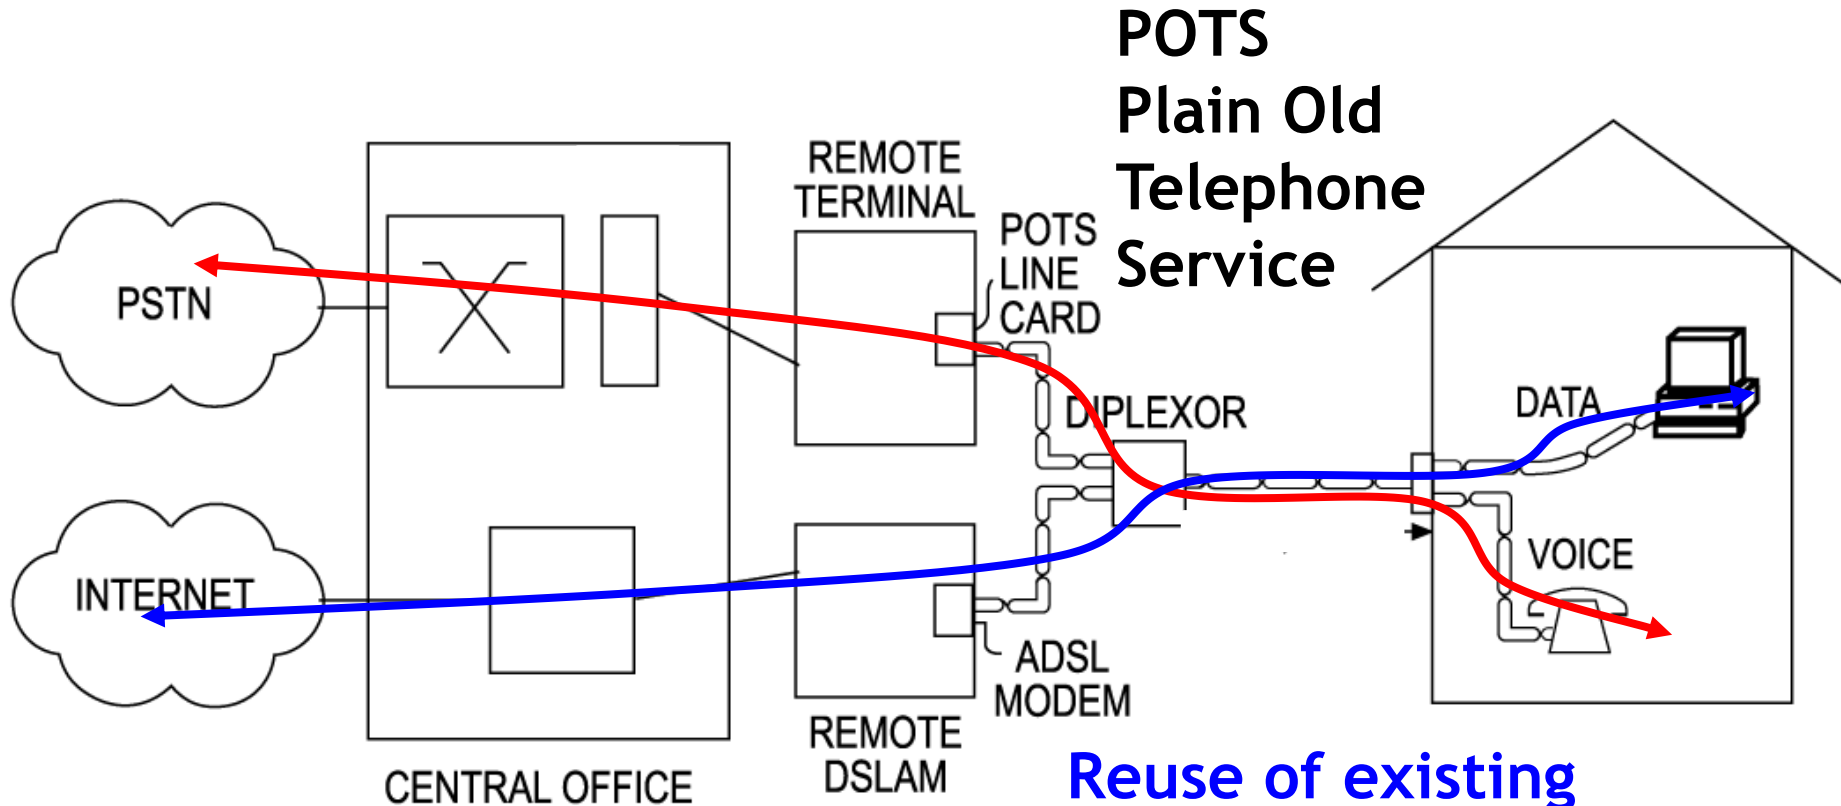 POTS
Plain Old
Telephone
Service
REMOTE
TERMINAL
POTS
LINE
CARD
PSTN
DIPLEXOR
DATA
VOICE
INTERNET
ADSL
MODEM
REMOTE
DSLAM
CENTRAL OFFICE
Reuse of existing